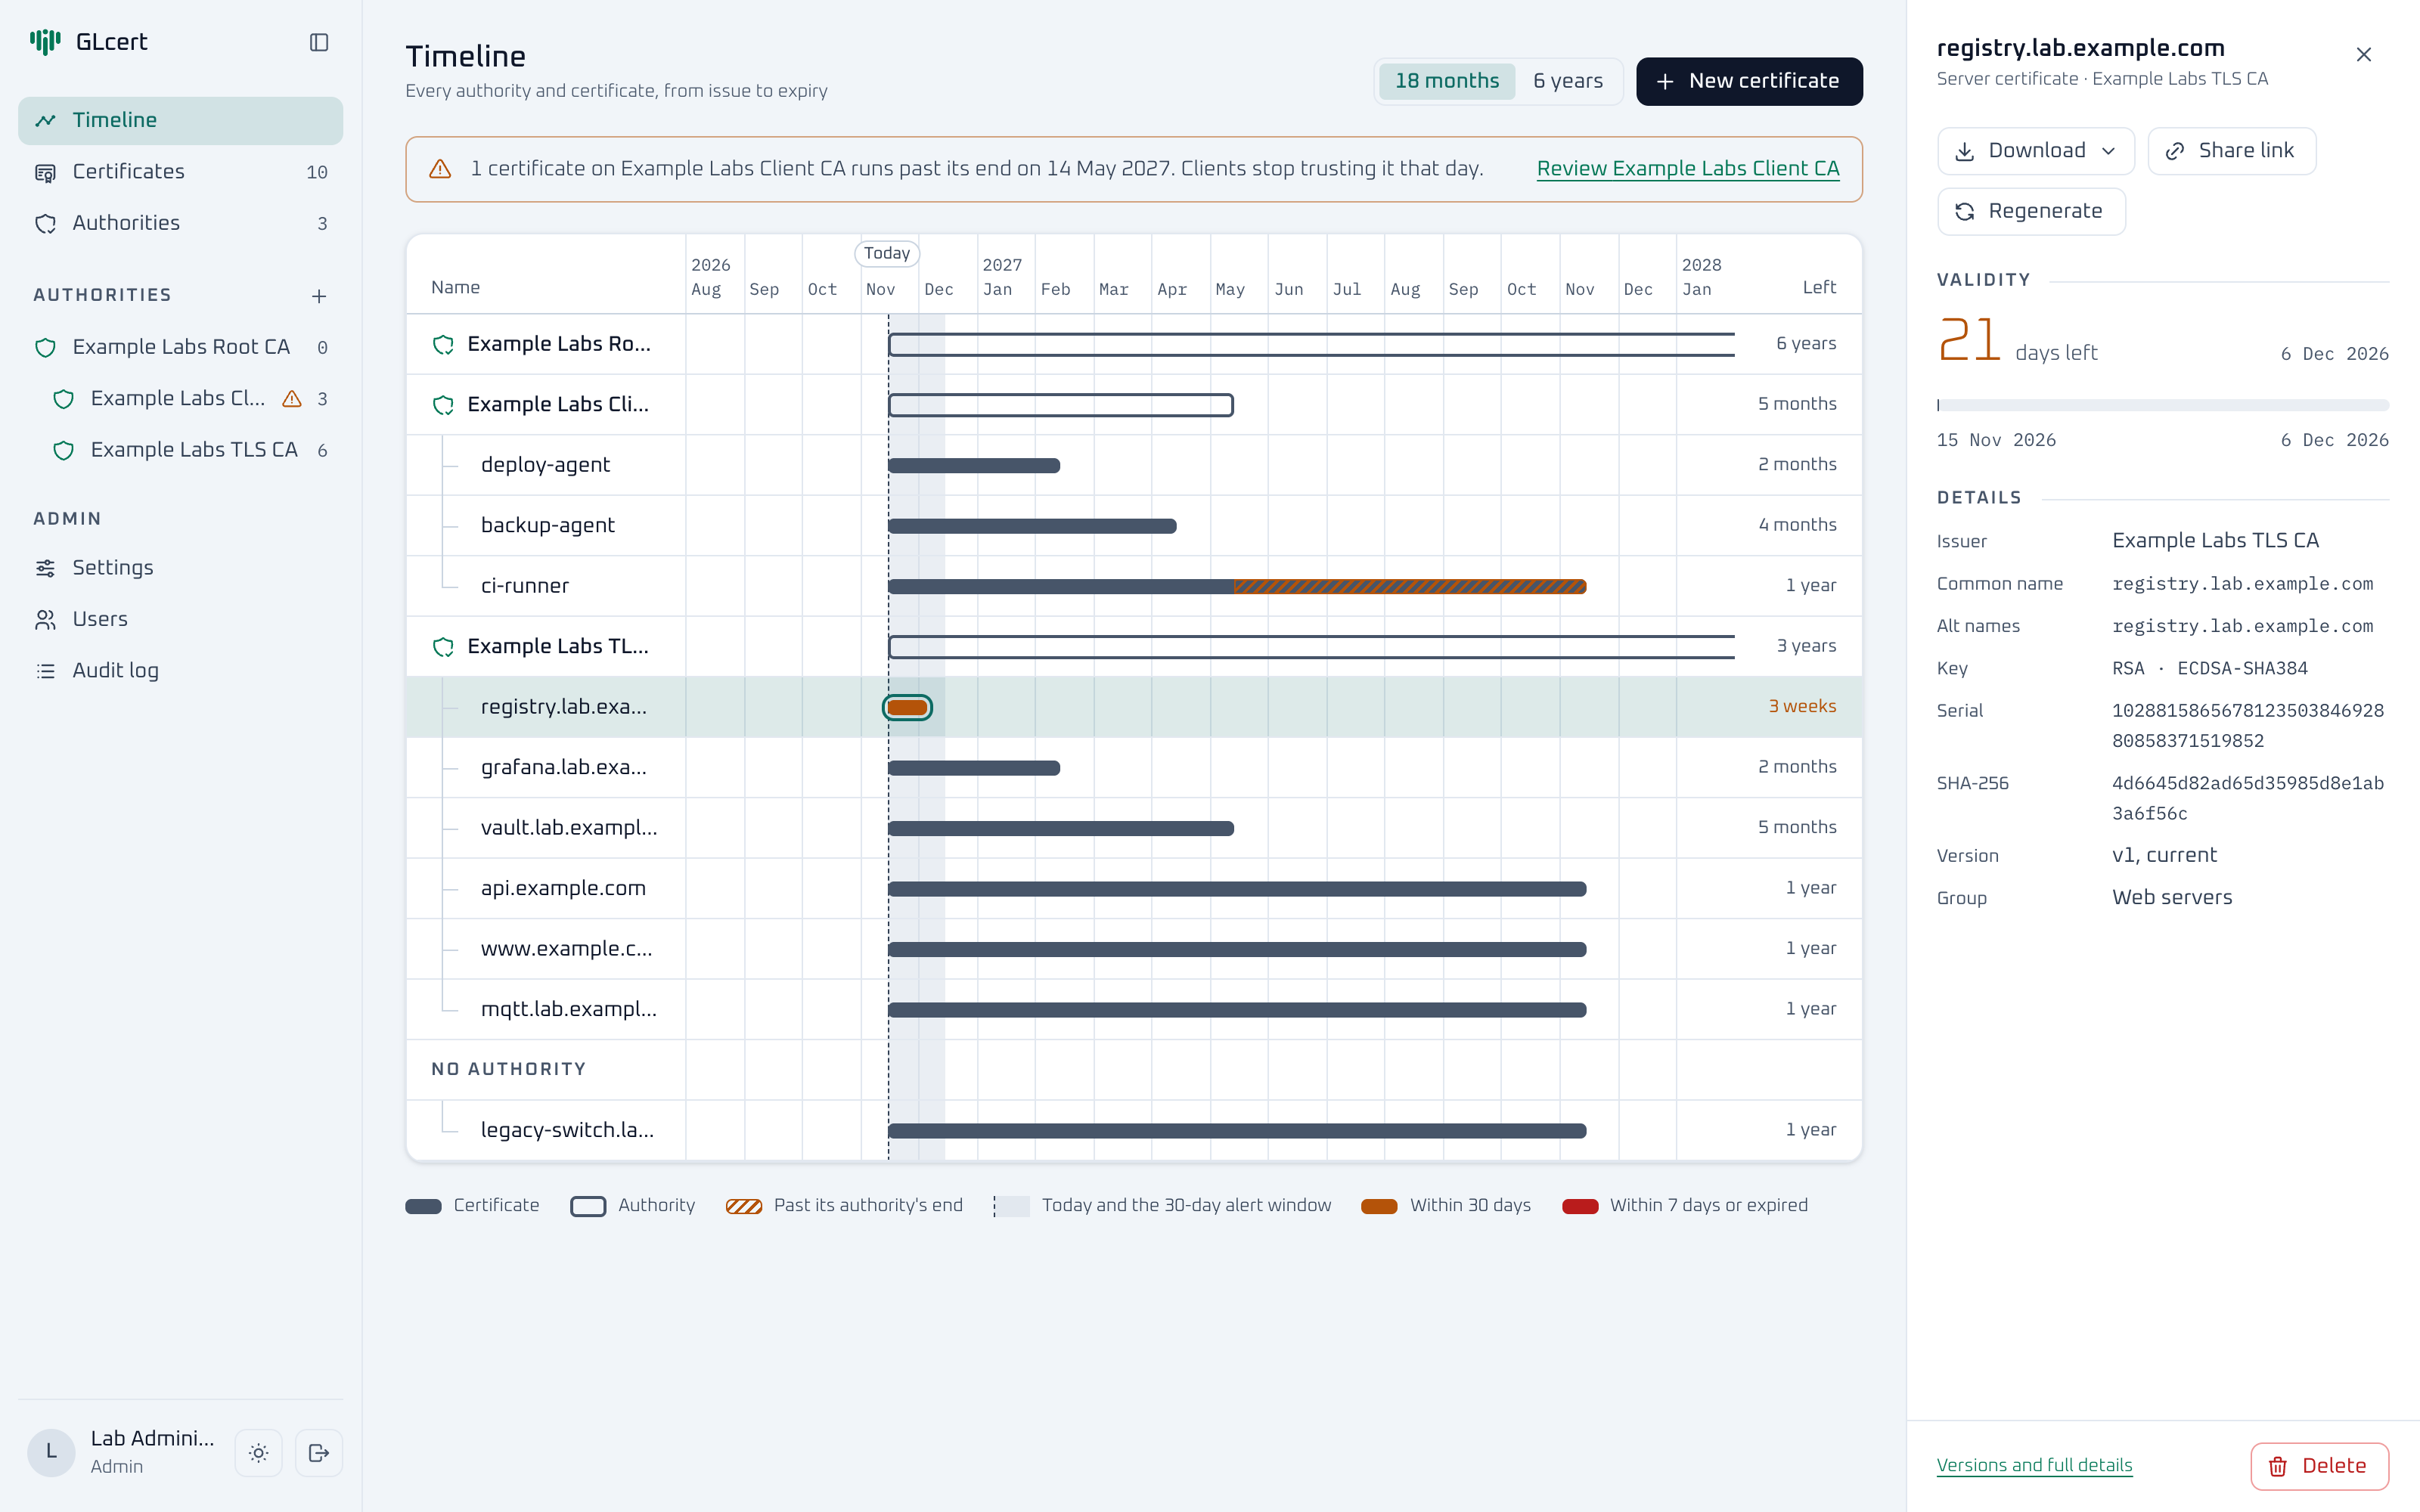 GLcert
Timeline
Certificates 10
Authorities 3
AUTHORITIES
Example Labs Root CA 0
Example Labs Cl... 3
Example Labs TLS CA 6
ADMIN
Settings
Users
Audit log
L
Lab Admini...
Admin
Timeline
Every authority and certificate, from issue to expiry
18 months 6 years
New certificate
1 certificate on Example Labs Client CA runs past its end on 14 May 2027. Clients stop trusting it that day. Review Example Labs Client CA
Today
2026 2027 2028
Name Aug Sep Oct Nov Dec Jan Feb Mar Apr May Jun Jul Aug Sep Oct Nov Dec Jan Left
Example Labs Ro... 6 years
Example Labs Cli... 5 months
deploy-agent 2 months
backup-agent 4 months
ci-runner 1 year
Example Labs TL... 3 years
registry.lab.exa... 3 weeks
grafana.lab.exa... 2 months
vault.lab.exampl... 5 months
api.example.com 1 year
www.example.c... 1 year
mqtt.lab.exampl... 1 year
NO AUTHORITY
legacy-switch.la... 1 year
Certificate Authority Past its authority's end Today and the 30-day alert window Within 30 days Within 7 days or expired
registry.lab.example.com
Server certificate · Example Labs TLS CA
Download Share link
Regenerate
VALIDITY
21 days left 6 Dec 2026
15 Nov 2026 6 Dec 2026
DETAILS
Issuer Example Labs TLS CA
Common name registry.lab.example.com
Alt names registry.lab.example.com
Key RSA · ECDSA-SHA384
Serial 1028815865678123503846928
80858371519852
SHA-256 4d6645d82ad65d35985d8e1ab
3a6f56c
Version v1, current
Group Web servers
Versions and full details Delete